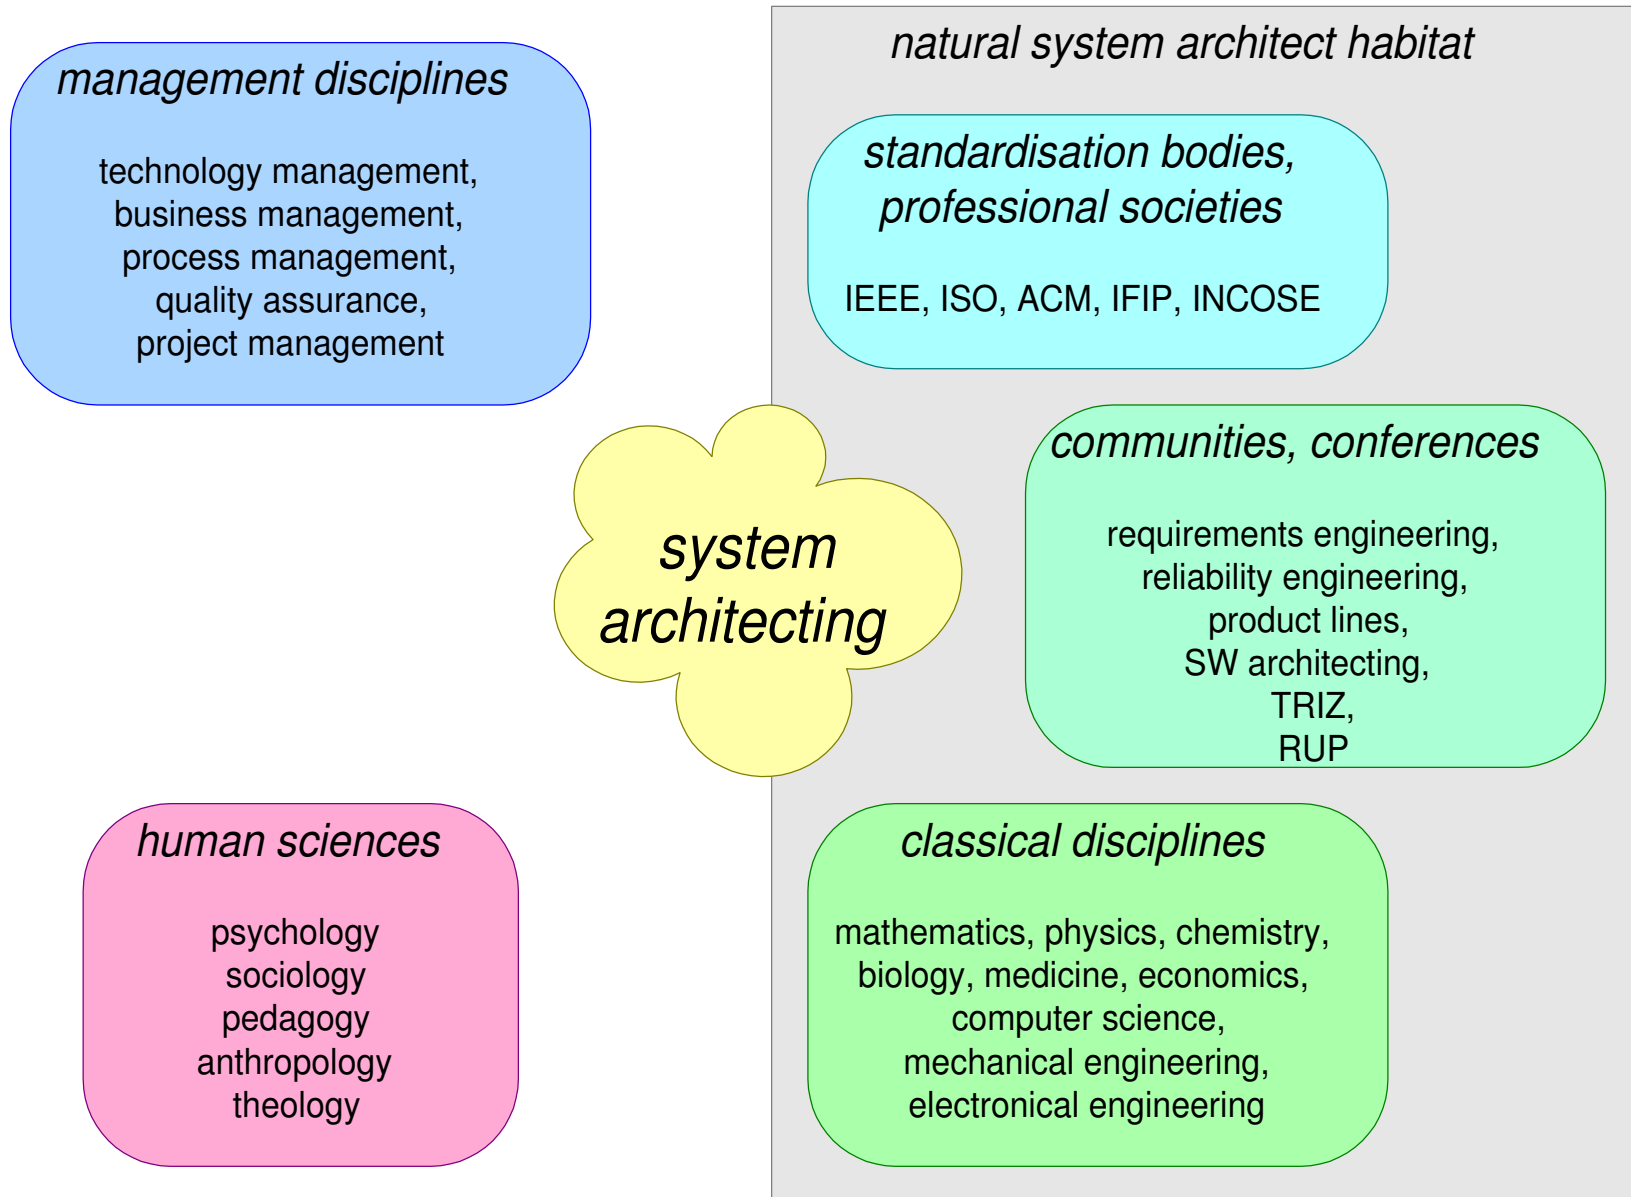 natural system architect habitat
management disciplines
technology management,
business management,
process management,
quality assurance,
project management
standardisation bodies,
professional societies
IEEE, ISO, ACM, IFIP, INCOSE
communities, conferences
requirements engineering,
reliability engineering,
product lines,
SW architecting,
TRIZ,
RUP
system
architecting
human sciences
psychology
sociology
pedagogy
anthropology
theology
classical disciplines
mathematics, physics, chemistry,
biology, medicine, economics,
computer science,
mechanical engineering,
electronical engineering